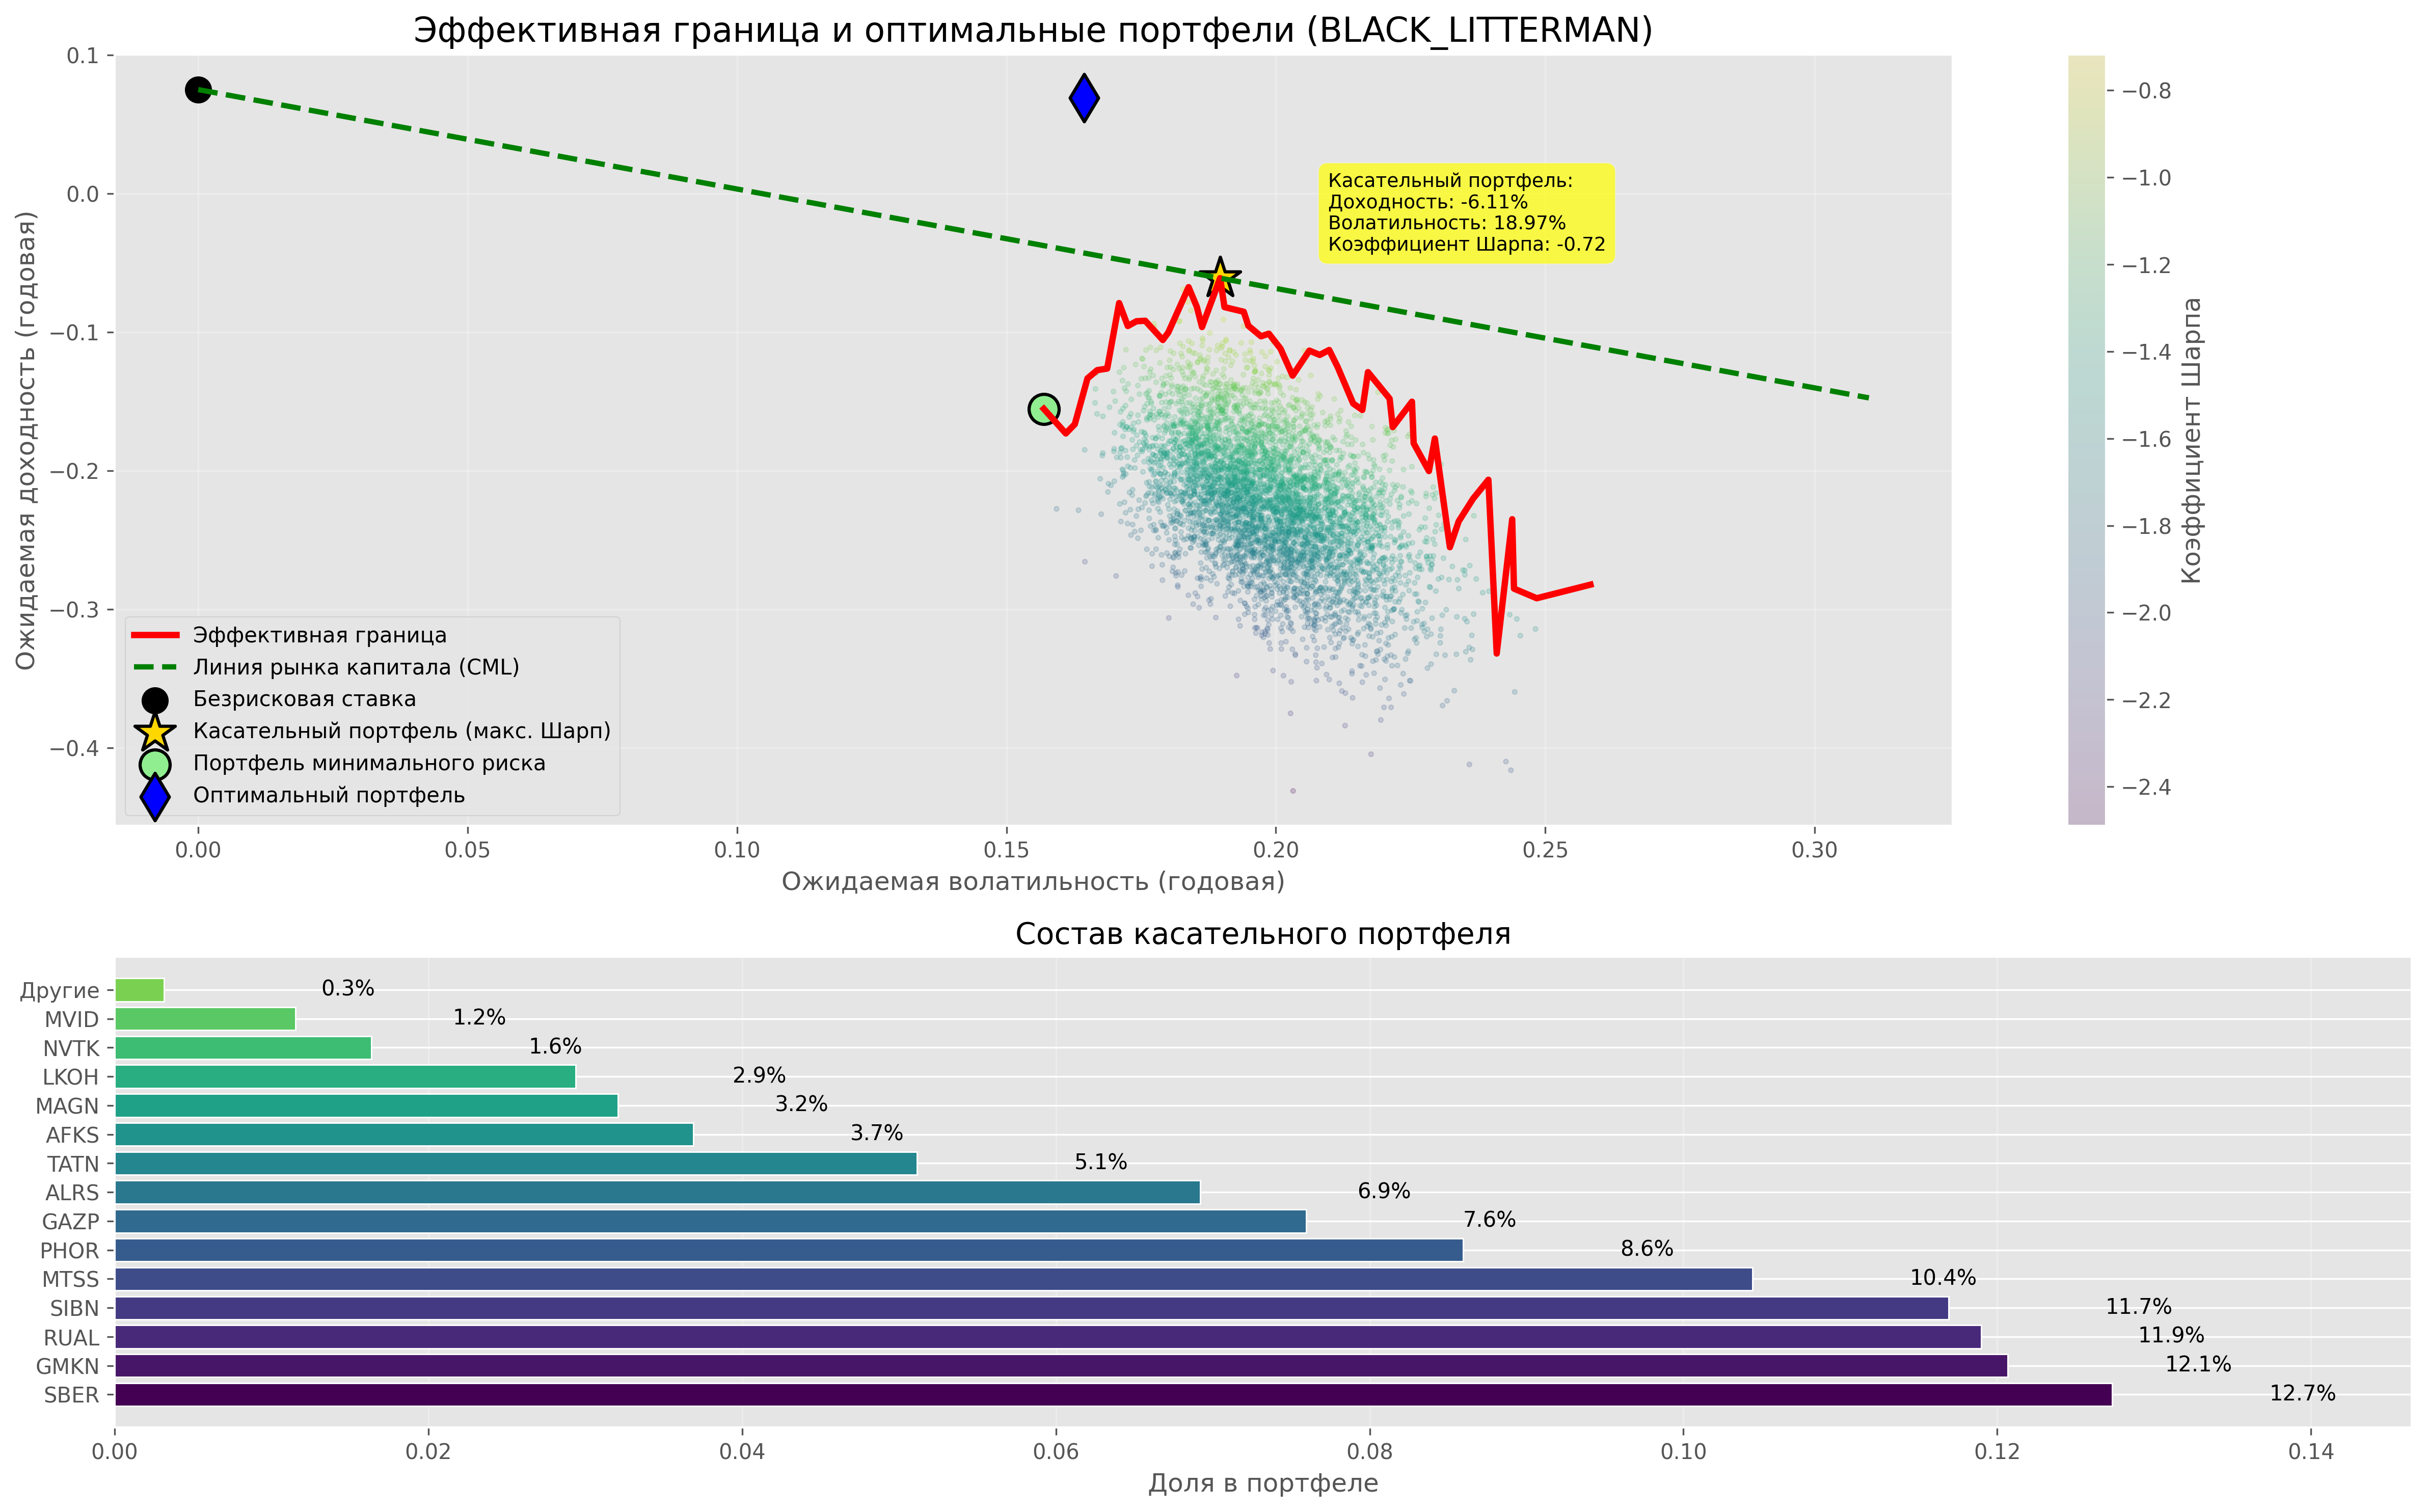 Эффективная граница и оптимальные портфели (BLACK_LITTERMAN)
Ожидаемая доходность (годовая)
0.1
0.0
−0.1
−0.2
−0.3
−0.4
Касательный портфель:
Доходность: -6.11%
Волатильность: 18.97%
Коэффициент Шарпа: -0.72
Эффективная граница
Линия рынка капитала (CML)
Безрисковая ставка
Касательный портфель (макс. Шарп)
Портфель минимального риска
Оптимальный портфель
0.00 0.05 0.10 0.15 0.20 0.25 0.30
Ожидаемая волатильность (годовая)
−0.8
−1.0
−1.2
−1.4
−1.6
−1.8
−2.0
−2.2
−2.4
Коэффициент Шарпа
Состав касательного портфеля
Другие 0.3%
MVID 1.2%
NVTK 1.6%
LKOH 2.9%
MAGN 3.2%
AFKS 3.7%
TATN 5.1%
ALRS 6.9%
GAZP 7.6%
PHOR 8.6%
MTSS 10.4%
SIBN 11.7%
RUAL 11.9%
GMKN 12.1%
SBER 12.7%
0.00 0.02 0.04 0.06 0.08 0.10 0.12 0.14
Доля в портфеле